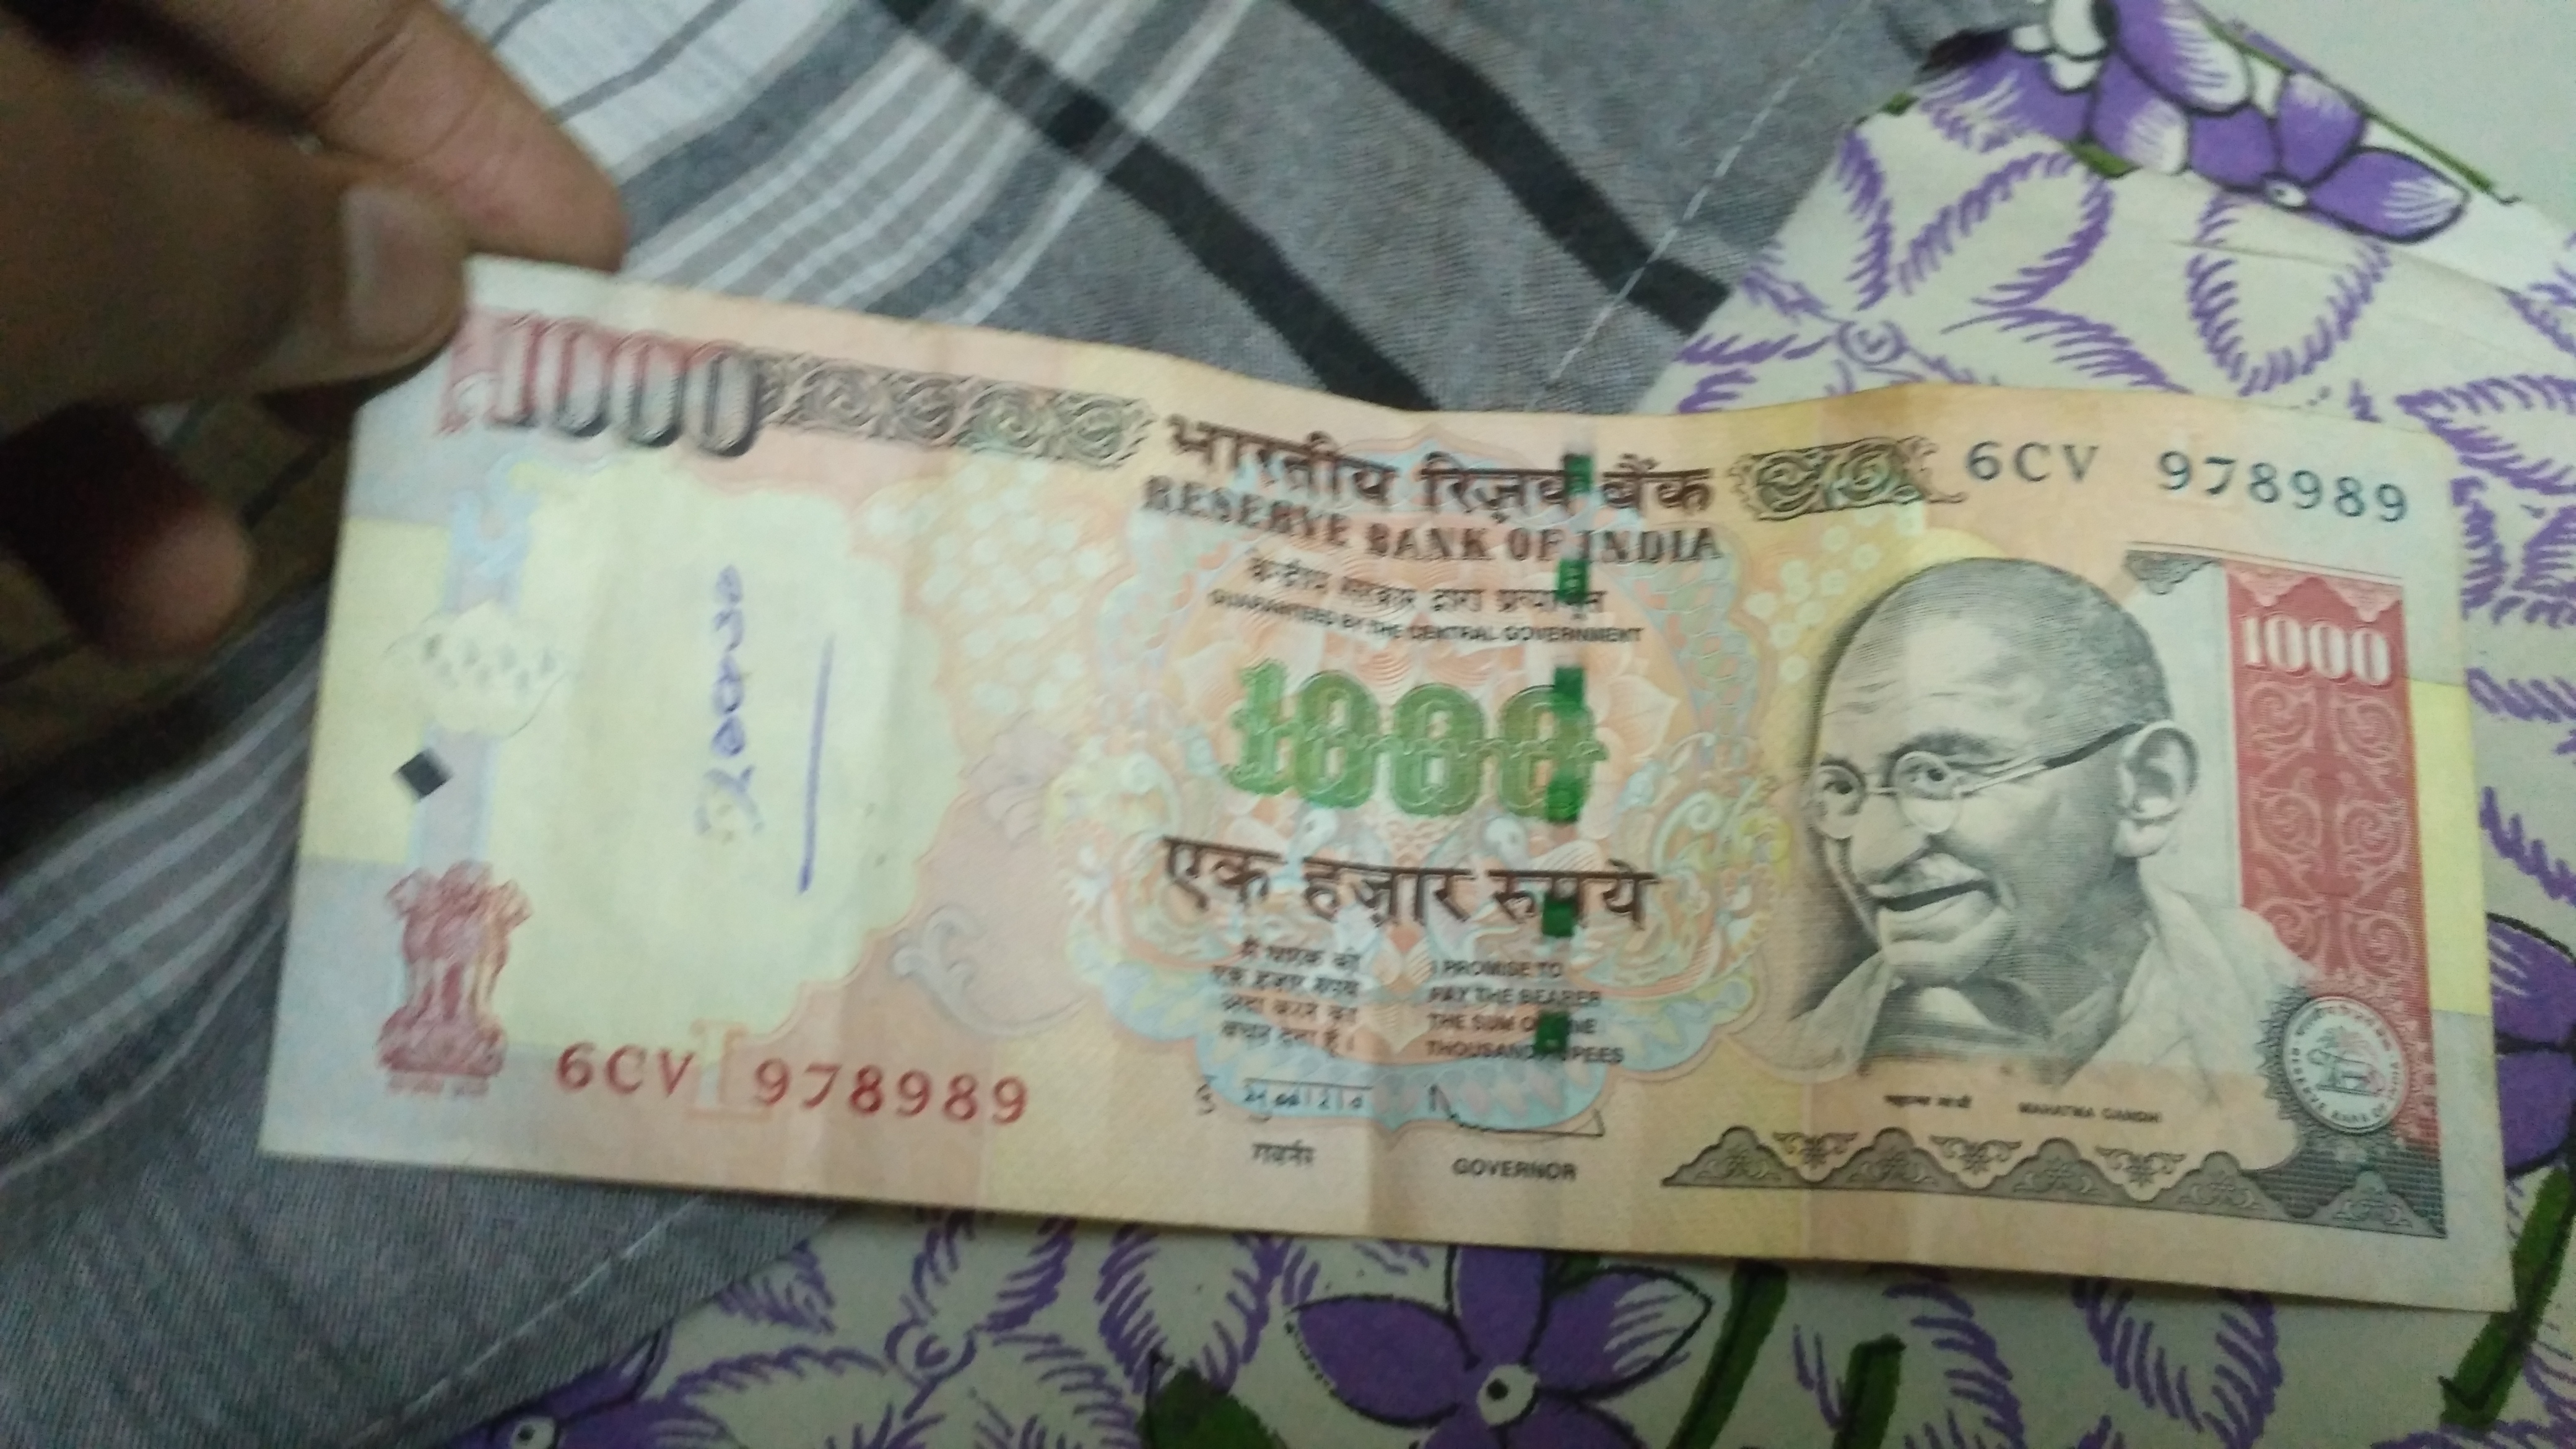 1000
भारतीय रिज़र्व बैंक
RESERVE BANK OF INDIA
केन्द्रीय सरकार द्वारा प्रत्याभूत
GUARANTEED BY THE CENTRAL GOVERNMENT
6CV 978989
1000
1000
एक हज़ार रुपये
मैं धारक को
एक हज़ार रुपये
अदा करने का
वचन देता हूँ।
I PROMISE TO
PAY THE BEARER
THE SUM OF ONE
THOUSAND RUPEES
6CV 978989
गवर्नर
GOVERNOR
महात्मा गांधी
MAHATMA GANDHI